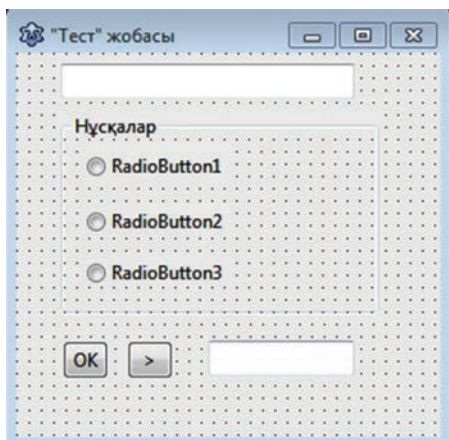 "Тест" жобасы
Нұсқалар
RadioButton1
RadioButton2
RadioButton3
OK >